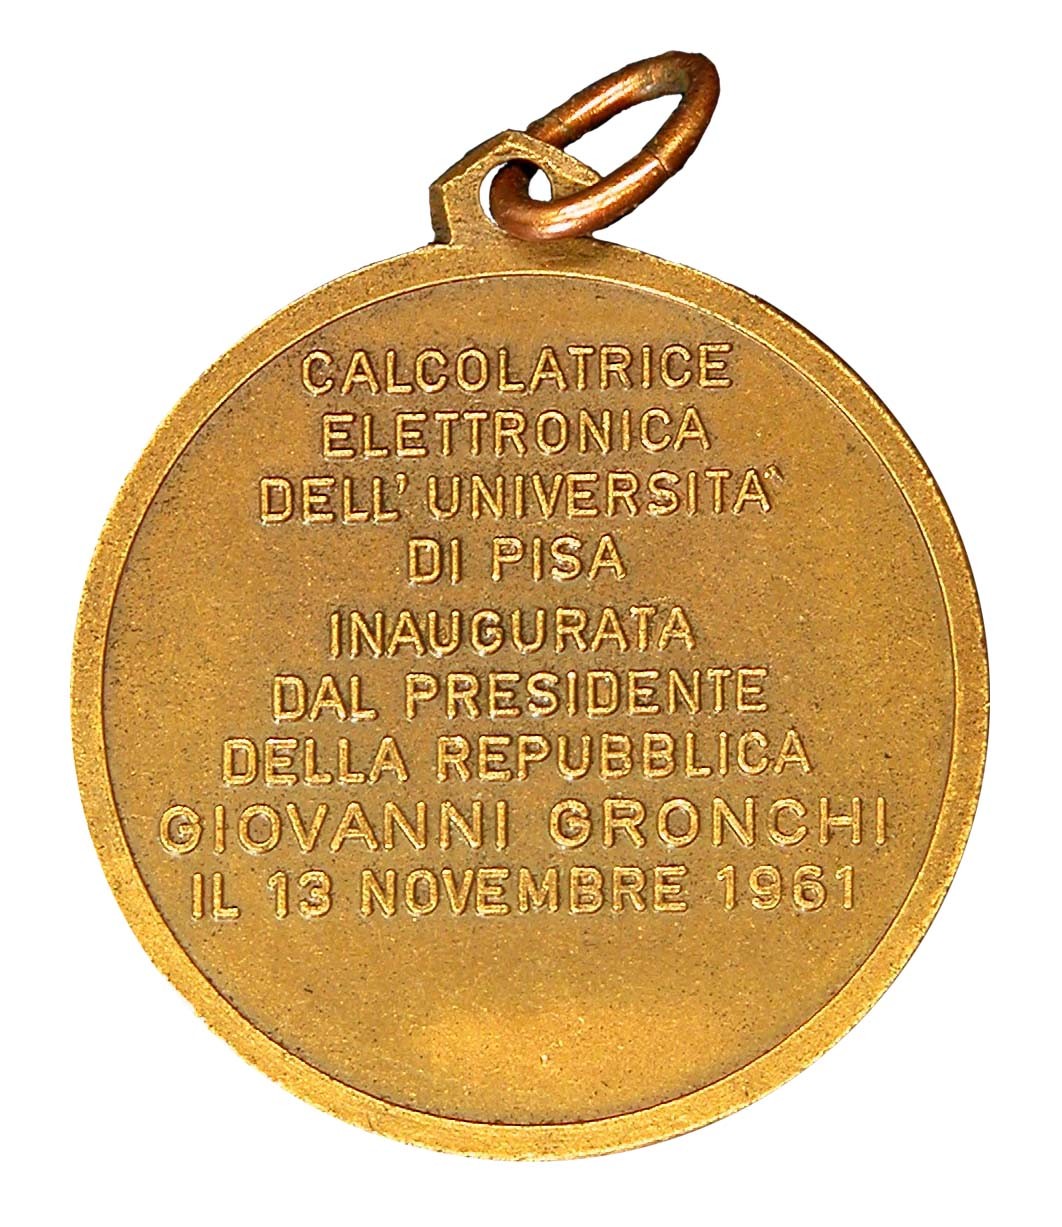 CALCOLATRICE
ELETTRONICA
DELL'UNIVERSITA`
DI PISA
INAUGURATA
DAL PRESIDENTE
DELLA REPUBBLICA
GIOVANNI GRONCHI
IL 13 NOVEMBRE 1961